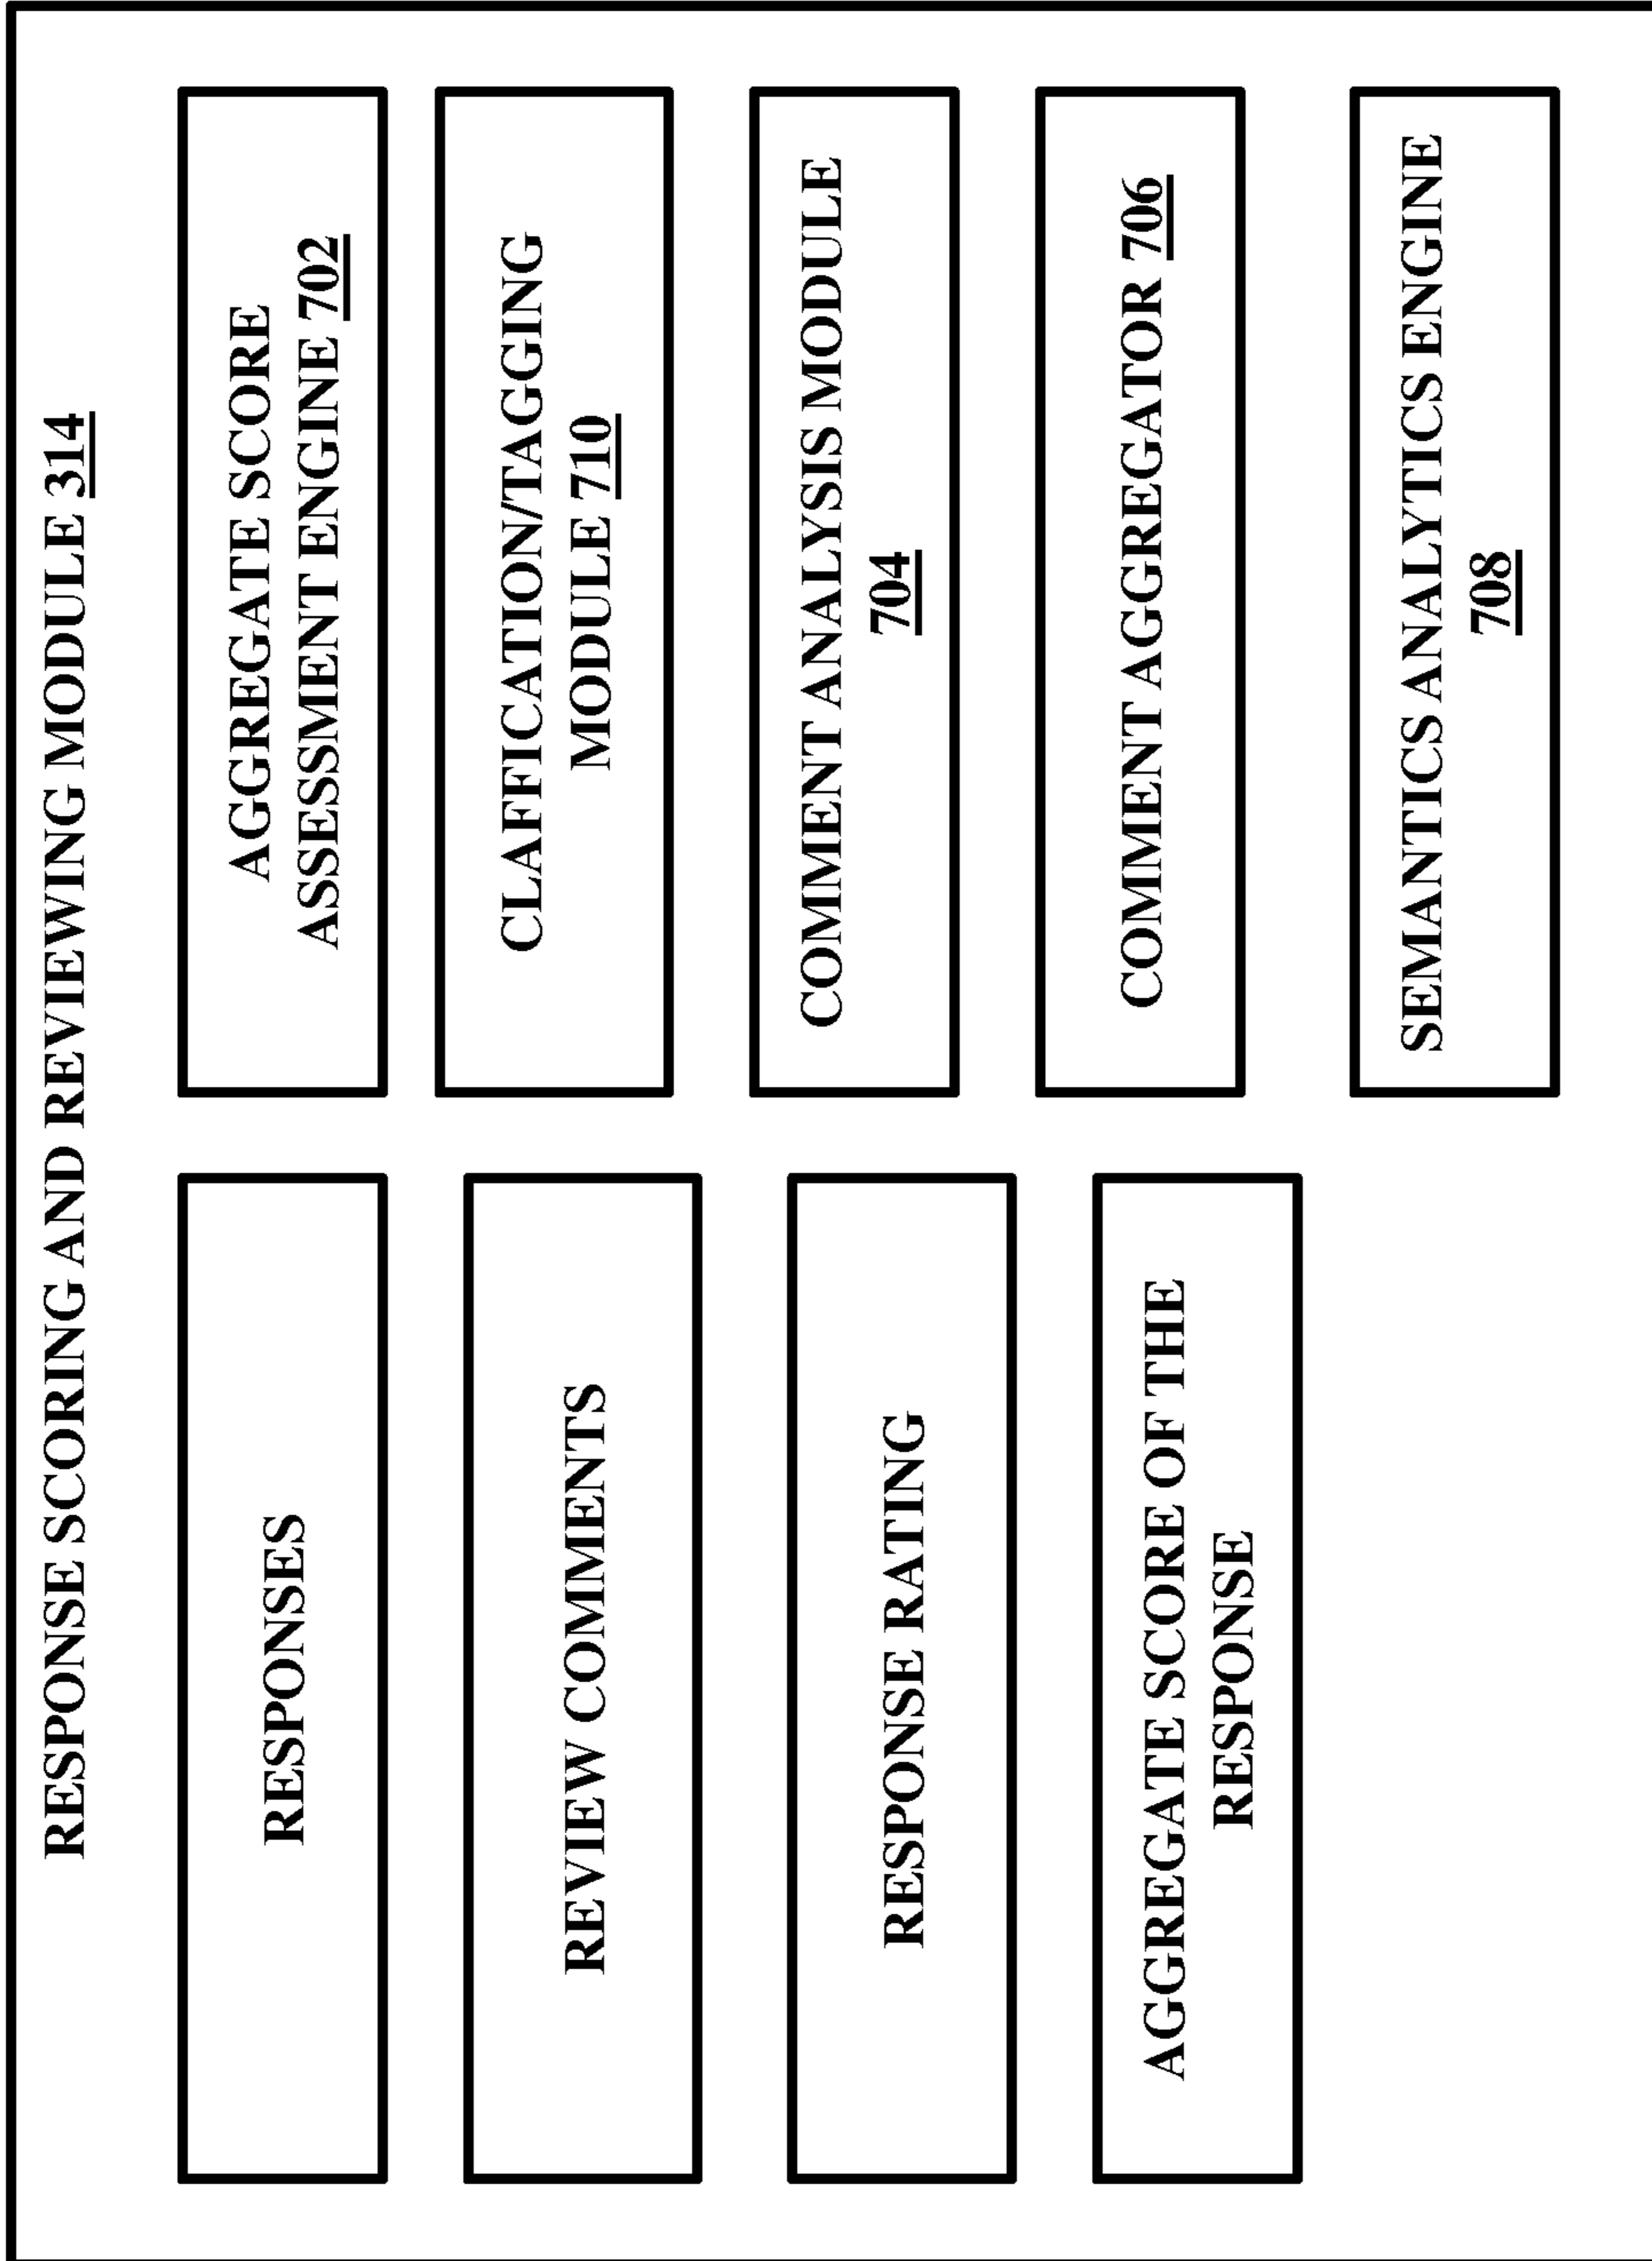 RESPONSE SCORING AND REVIEWING MODULE 314
RESPONSES
REVIEW COMMENTS
RESPONSE RATING
AGGREGATE SCORE OF THE
RESPONSE
AGGREGATE SCORE
ASSESSMENT ENGINE 702
CLAFFICATION/TAGGING
MODULE 710
COMMENT ANALYSIS MODULE
704
COMMENT AGGREGATOR 706
SEMANTICS ANALYTICS ENGINE
708